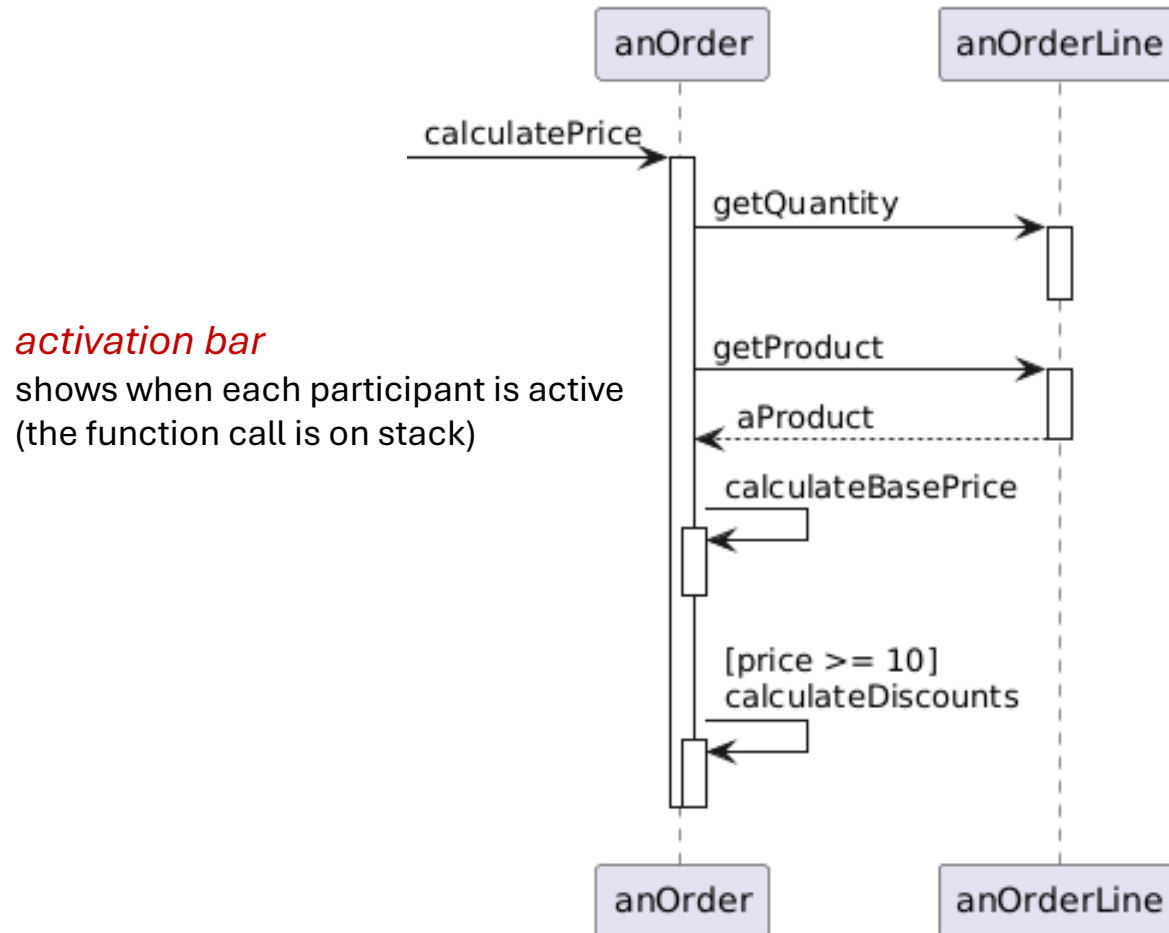 anOrder
anOrderLine
calculatePrice
getQuantity
activation bar
shows when each participant is active
(the function call is on stack)
getProduct
aProduct
calculateBasePrice
[price >= 10]
calculateDiscounts
anOrder
anOrderLine